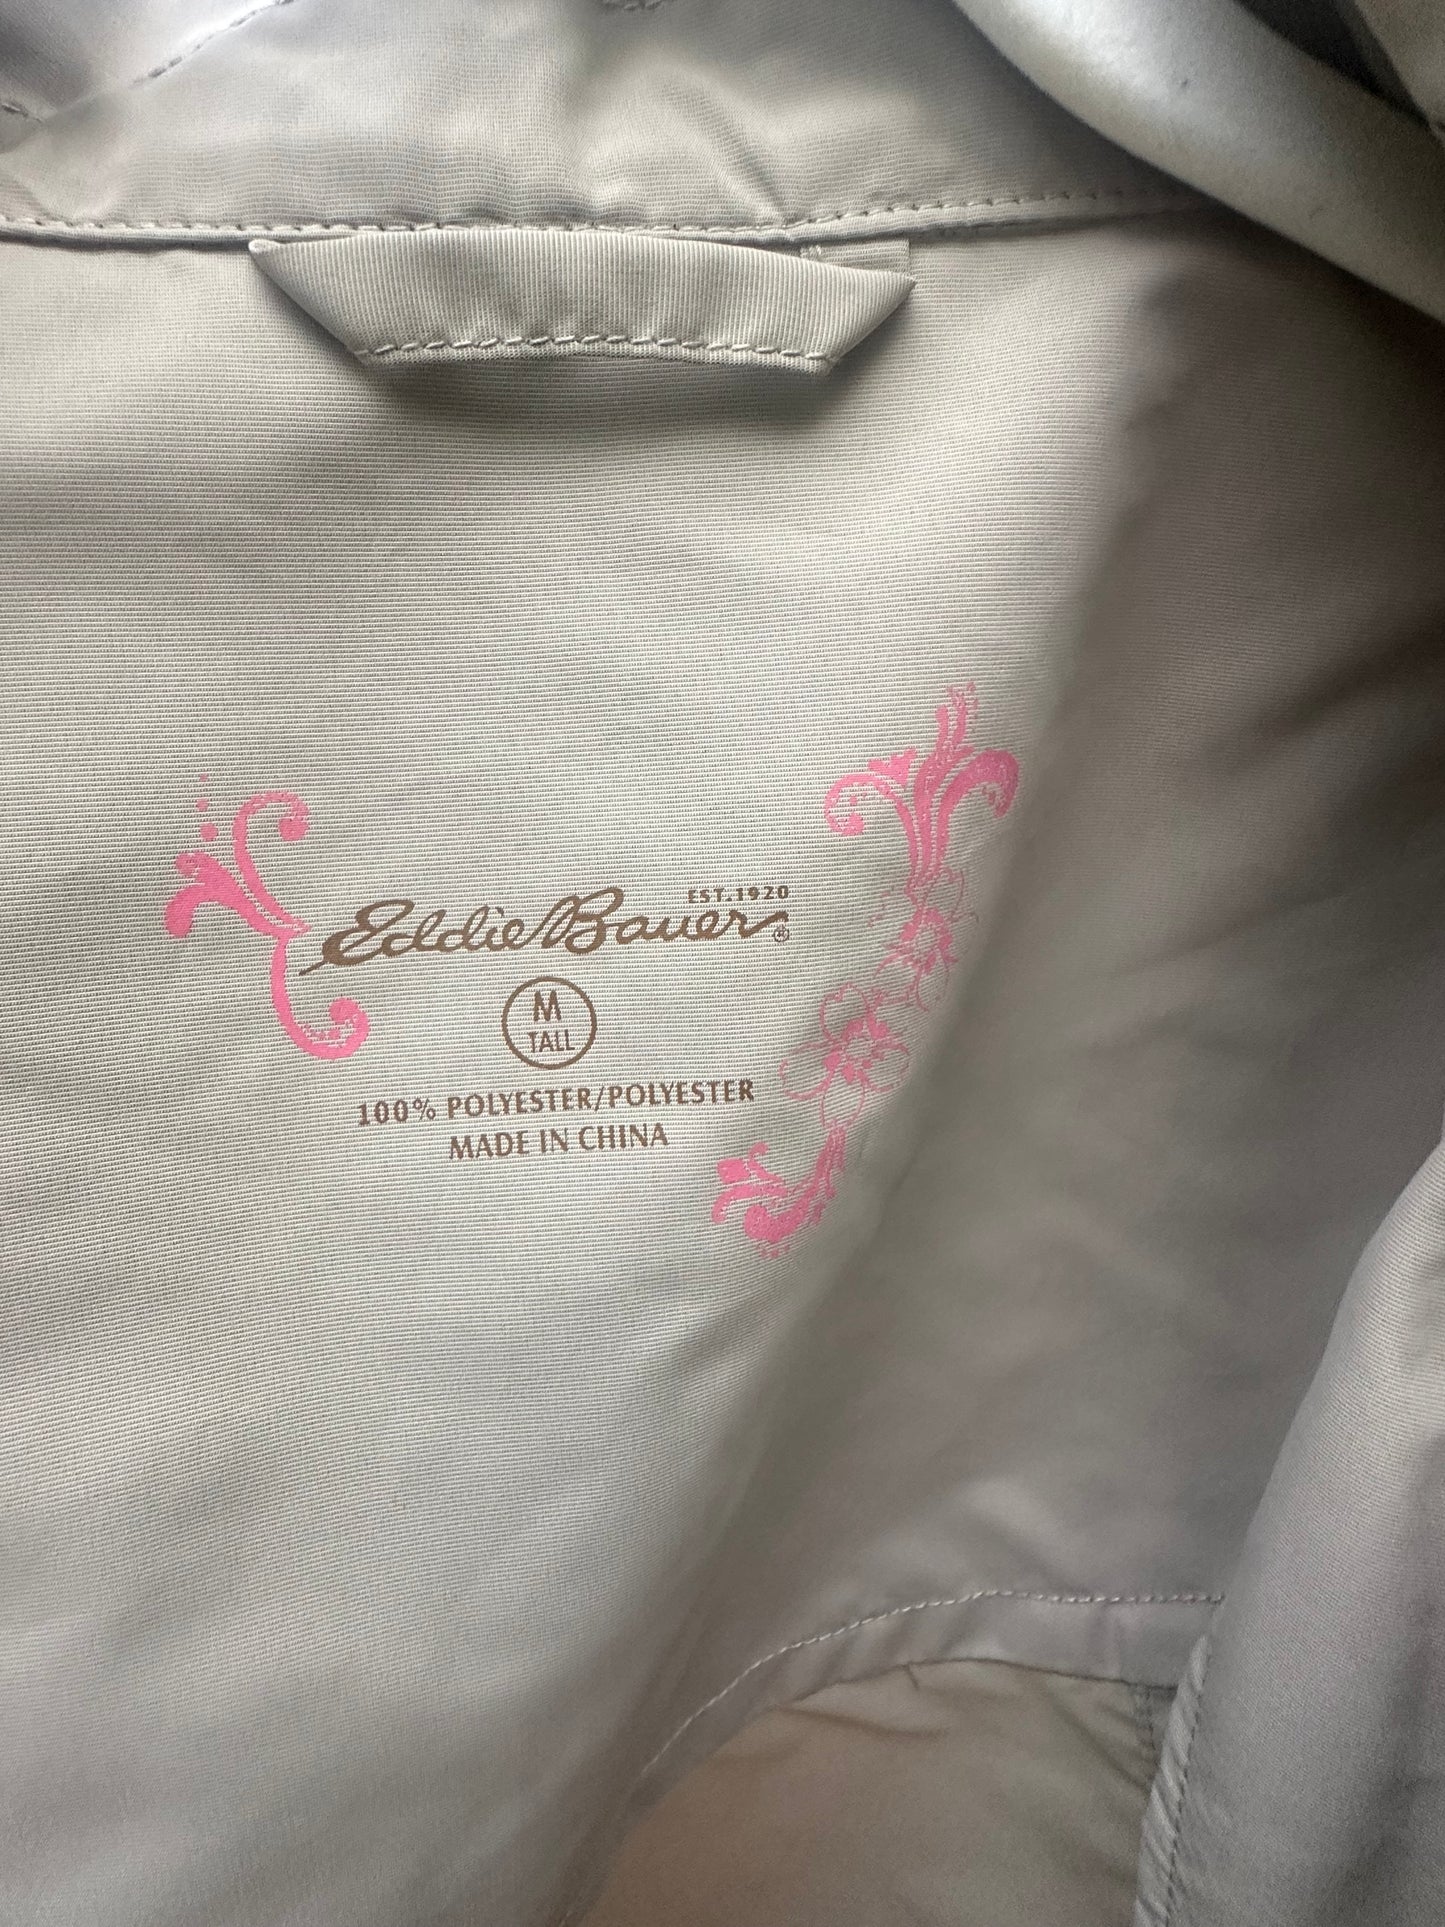 EST.1920
Eddie Bauer®
M
TALL
100% POLYESTER/POLYESTER
MADE IN CHINA